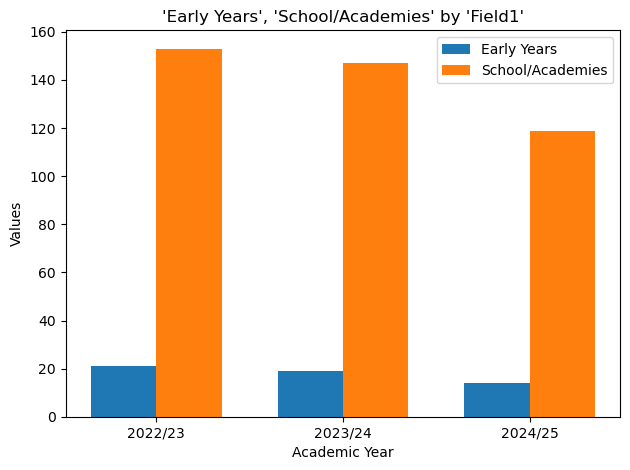 'Early Years', 'School/Academies' by 'Field1'
Early Years
School/Academies
160
140
120
100
80
60
40
20
0
Values
2022/23
2023/24
2024/25
Academic Year